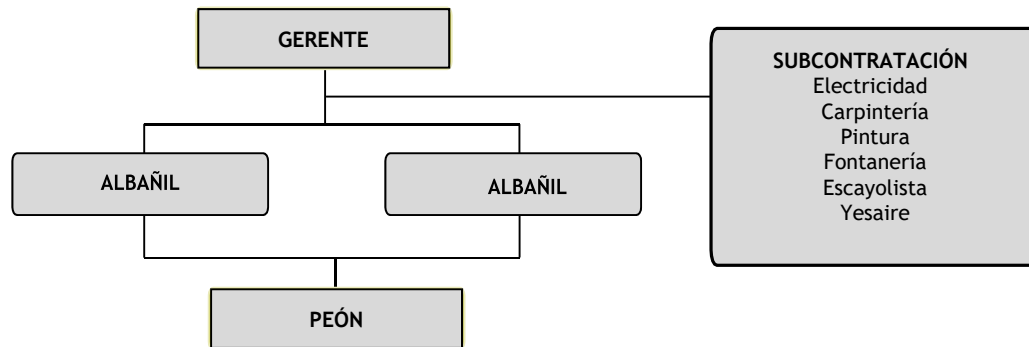 GERENTE
SUBCONTRATACIÓN
Electricidad
Carpintería
Pintura
Fontanería
Escayolista
Yesaire
ALBAÑIL
ALBAÑIL
PEÓN